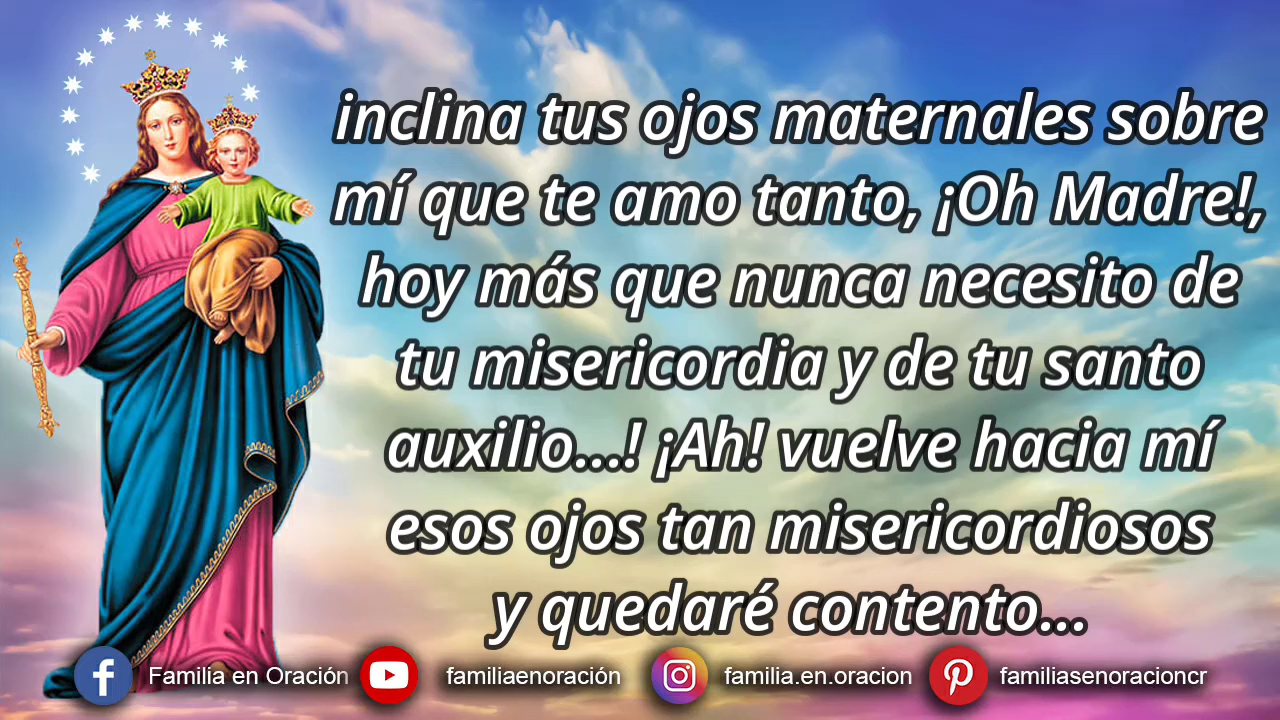 inclina tus ojos maternales sobre
mí que te amo tanto, ¡Oh Madre!,
hoy más que nunca necesito de
tu misericordia y de tu santo
auxilio...! ¡Ah! vuelve hacia mí
esos ojos tan misericordiosos
y quedaré contento...
Familia en Oración familiaenoración familia.en.oracion familiasenoracioncr